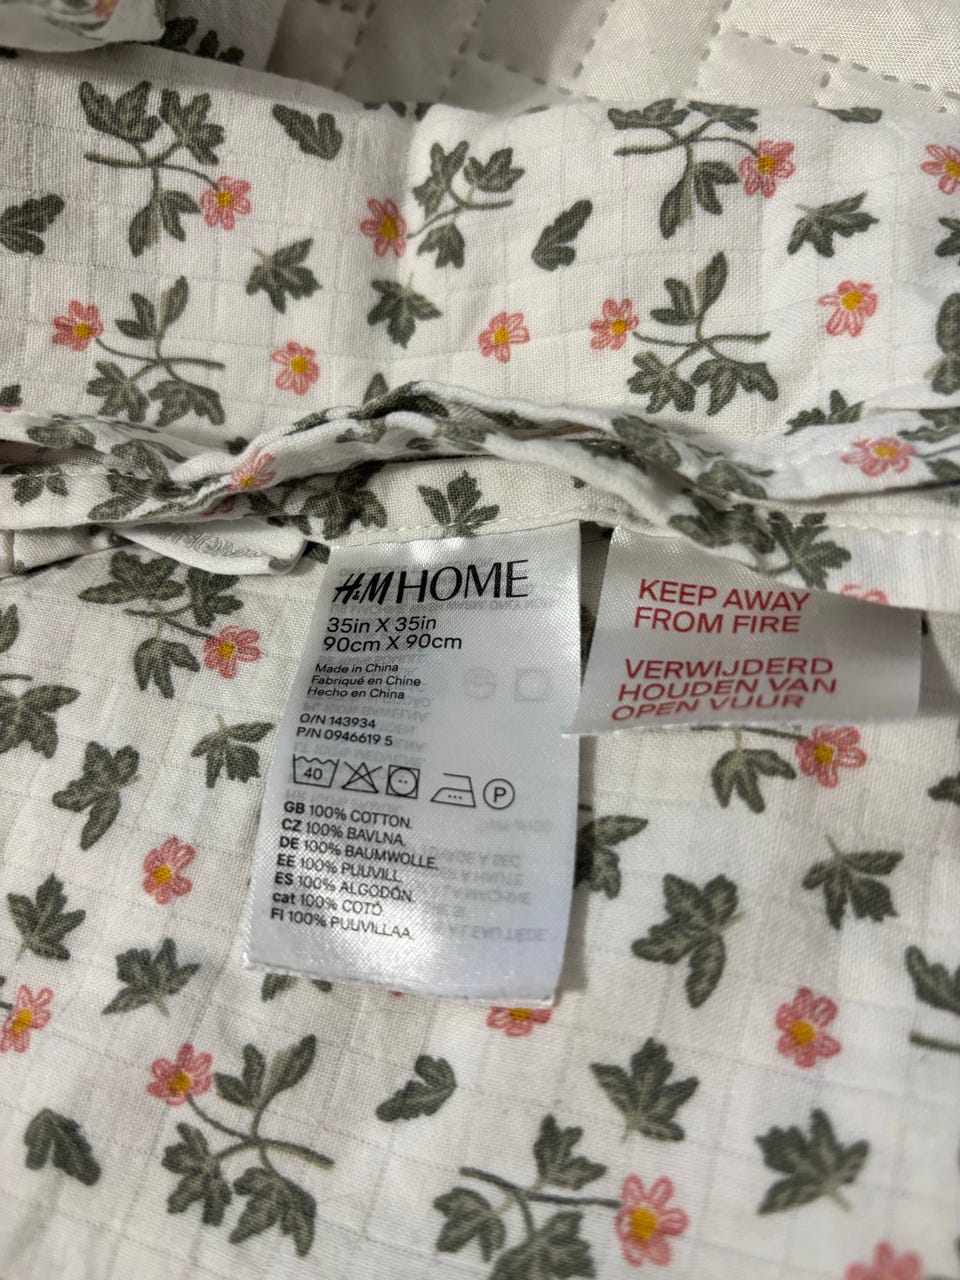 H&M HOME
35in X 35in
90cm X 90cm
Made in China
Fabriqué en Chine
Hecho en China
O/N 143934
P/N 0946619 5
40
P
GB 100% COTTON.
CZ 100% BAVLNA.
DE 100% BAUMWOLLE.
EE 100% PUUVILL.
ES 100% ALGODÓN.
cat 100% COTÓ
FI 100% PUUVILLAA.
KEEP AWAY
FROM FIRE
VERWIJDERD
HOUDEN VAN
OPEN VUUR